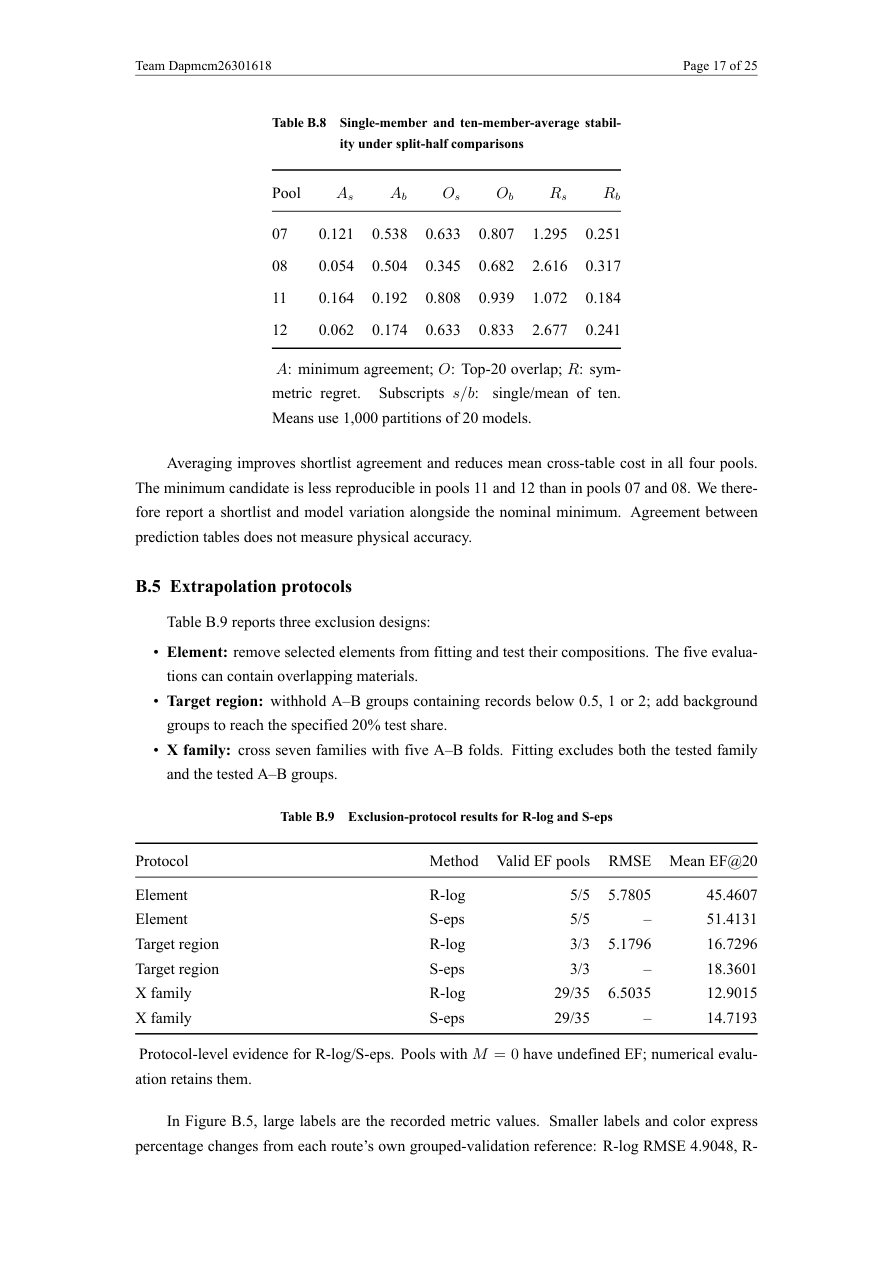 Team Dapmcm26301618 Page 17 of 25
Table B.8 Single-member and ten-member-average stabil-
ity under split-half comparisons
Pool A_s A_b O_s O_b R_s R_b
07 0.121 0.538 0.633 0.807 1.295 0.251
08 0.054 0.504 0.345 0.682 2.616 0.317
11 0.164 0.192 0.808 0.939 1.072 0.184
12 0.062 0.174 0.633 0.833 2.677 0.241
A: minimum agreement; O: Top-20 overlap; R: sym-
metric regret. Subscripts s/b: single/mean of ten.
Means use 1,000 partitions of 20 models.
Averaging improves shortlist agreement and reduces mean cross-table cost in all four pools.
The minimum candidate is less reproducible in pools 11 and 12 than in pools 07 and 08. We there-
fore report a shortlist and model variation alongside the nominal minimum. Agreement between
prediction tables does not measure physical accuracy.
B.5 Extrapolation protocols
Table B.9 reports three exclusion designs:
• Element: remove selected elements from fitting and test their compositions. The five evalua-
tions can contain overlapping materials.
• Target region: withhold A–B groups containing records below 0.5, 1 or 2; add background
groups to reach the specified 20% test share.
• X family: cross seven families with five A–B folds. Fitting excludes both the tested family
and the tested A–B groups.
Table B.9 Exclusion-protocol results for R-log and S-eps
Protocol Method Valid EF pools RMSE Mean EF@20
Element R-log 5/5 5.7805 45.4607
Element S-eps 5/5 – 51.4131
Target region R-log 3/3 5.1796 16.7296
Target region S-eps 3/3 – 18.3601
X family R-log 29/35 6.5035 12.9015
X family S-eps 29/35 – 14.7193
Protocol-level evidence for R-log/S-eps. Pools with M = 0 have undefined EF; numerical evalu-
ation retains them.
In Figure B.5, large labels are the recorded metric values. Smaller labels and color express
percentage changes from each route’s own grouped-validation reference: R-log RMSE 4.9048, R-